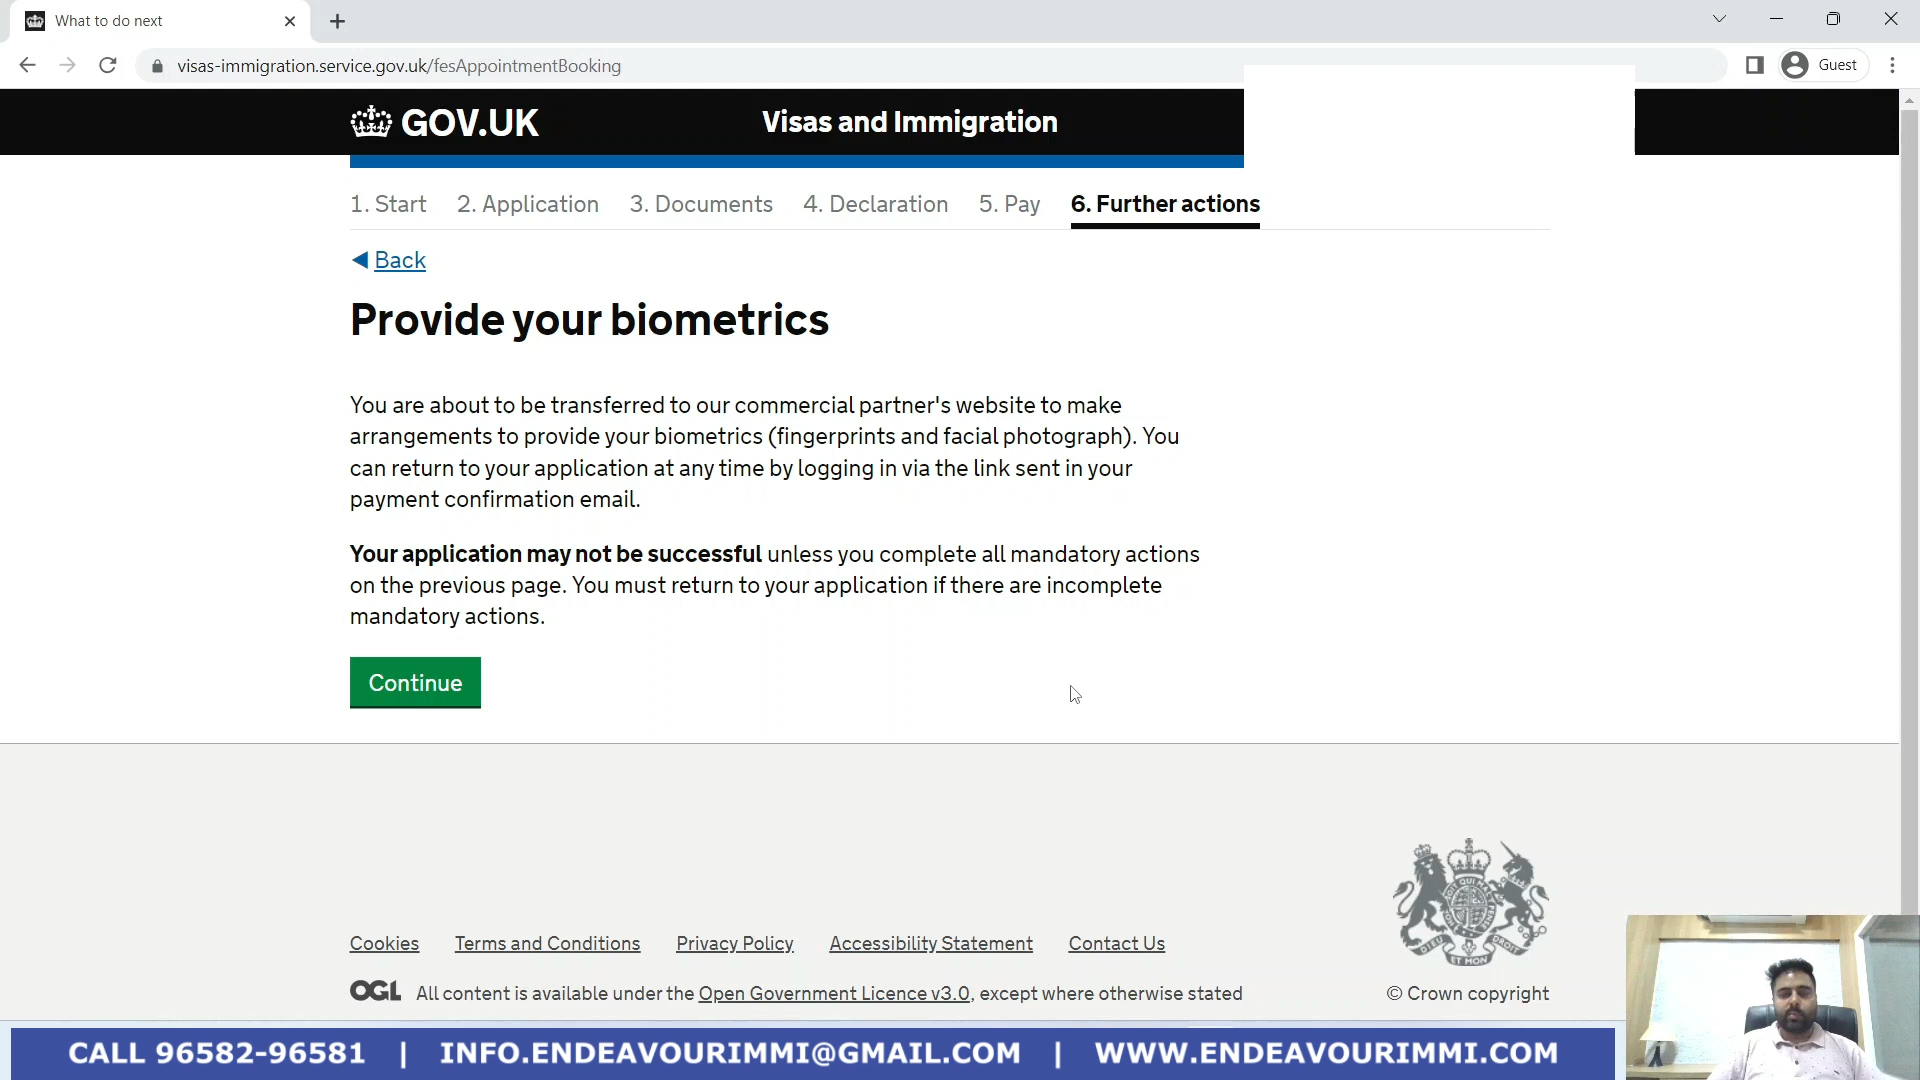 What to do next
visas-immigration.service.gov.uk/fesAppointmentBooking
Guest
GOV.UK
Visas and Immigration
1. Start 2. Application 3. Documents 4. Declaration 5. Pay 6. Further actions
Back
Provide your biometrics
You are about to be transferred to our commercial partner's website to make
arrangements to provide your biometrics (fingerprints and facial photograph). You
can return to your application at any time by logging in via the link sent in your
payment confirmation email.
Your application may not be successful unless you complete all mandatory actions
on the previous page. You must return to your application if there are incomplete
mandatory actions.
Continue
Cookies Terms and Conditions Privacy Policy Accessibility Statement Contact Us
OGL All content is available under the Open Government Licence v3.0, except where otherwise stated
DIEU ET MON DROIT
© Crown copyright
CALL 96582-96581 | INFO.ENDEAVOURIMMI@GMAIL.COM | WWW.ENDEAVOURIMMI.COM